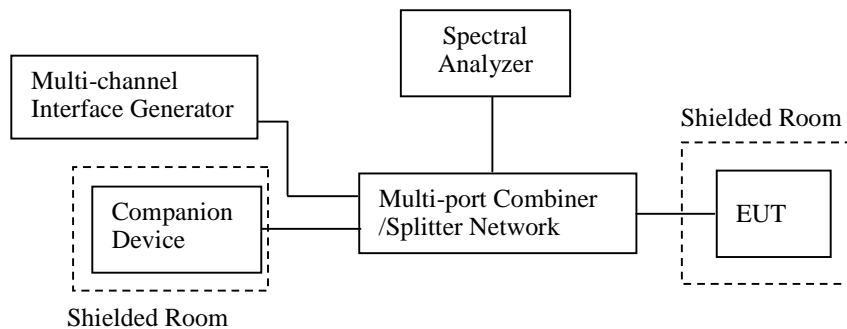 Spectral
Analyzer
Multi-channel
Interface Generator
Shielded Room
Multi-port Combiner
/Splitter Network
EUT
Companion
Device
Shielded Room